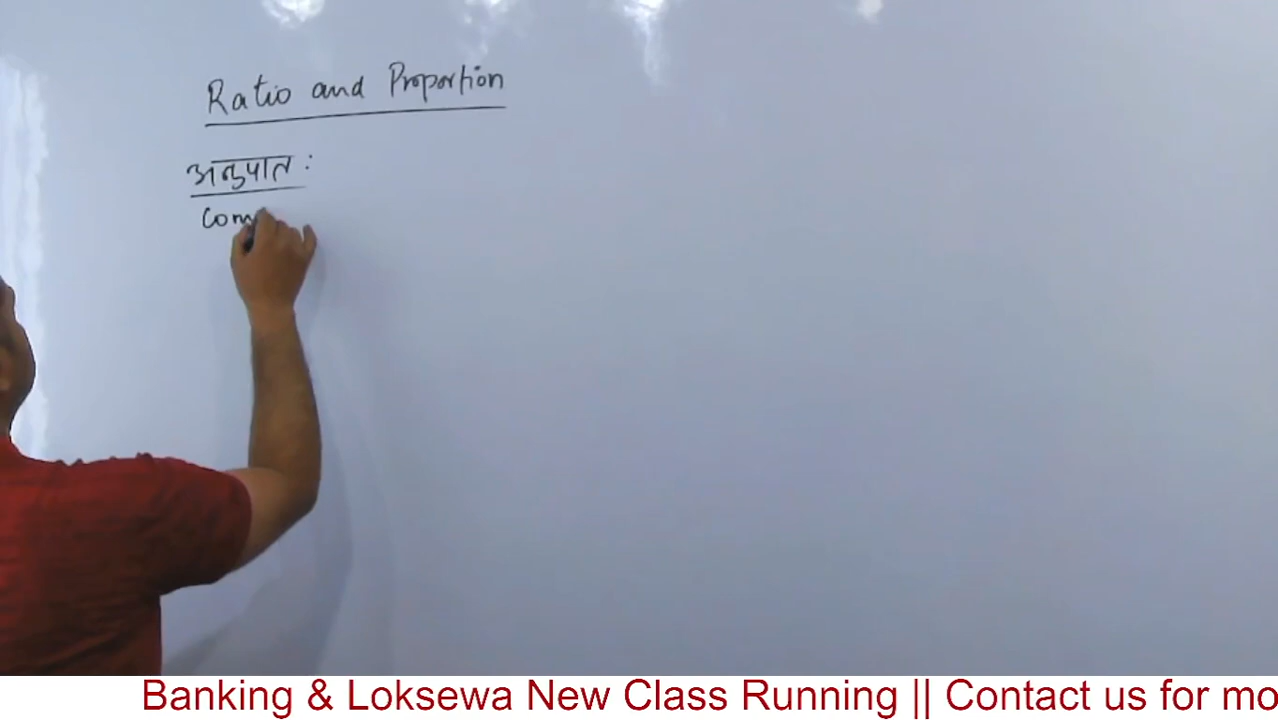 Ratio and Proportion
अनुपात :
Com
Banking & Loksewa New Class Running || Contact us for mo